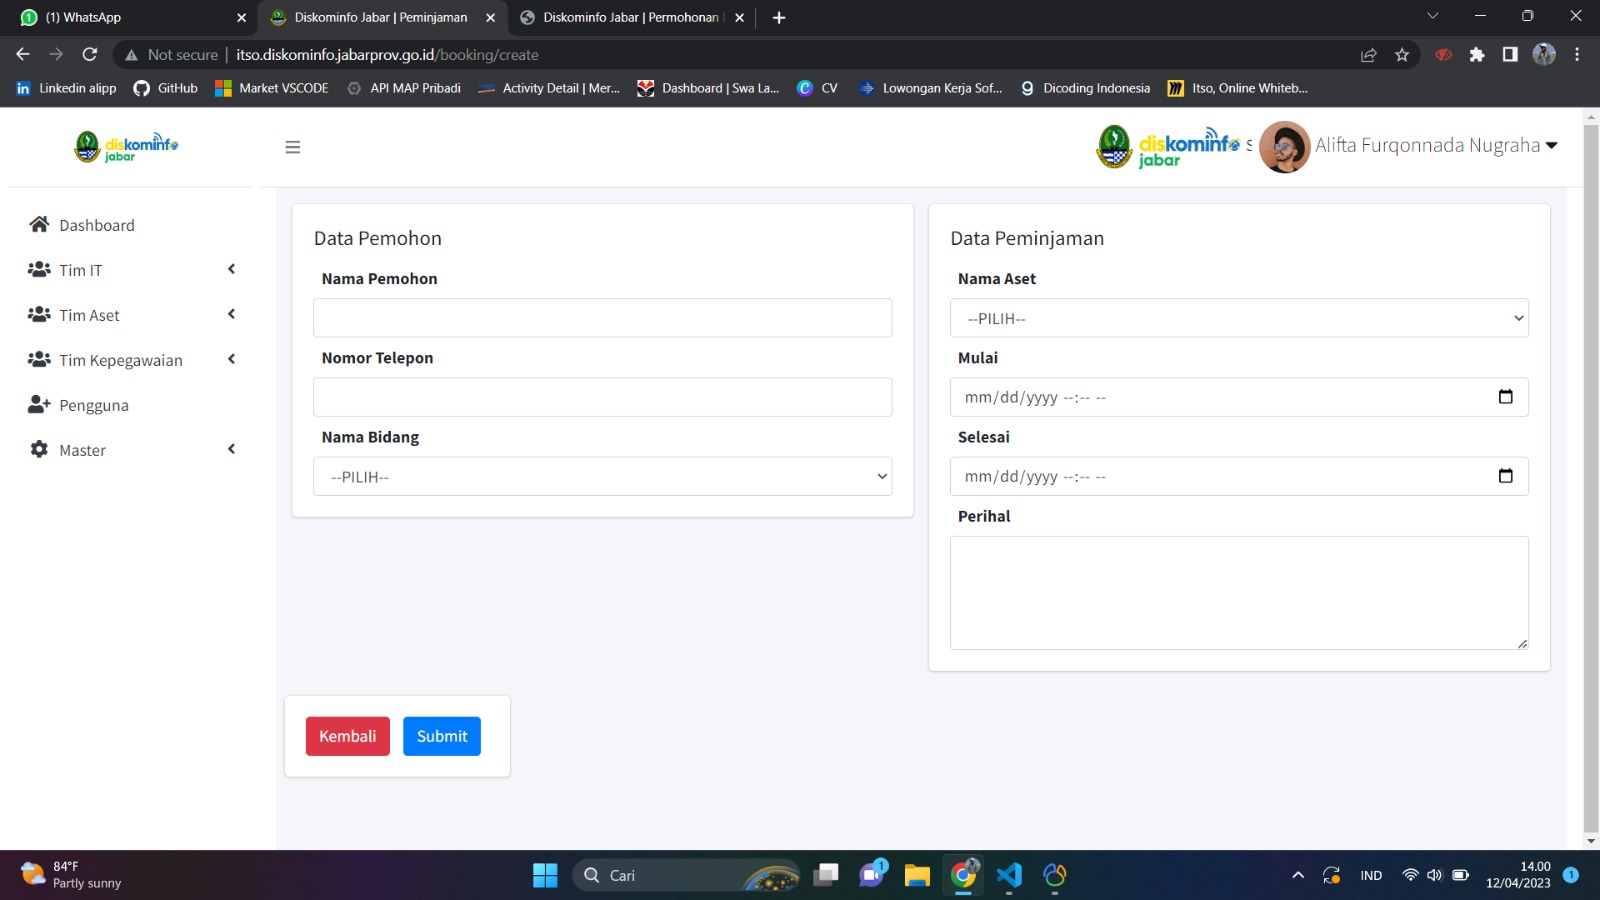 (1) WhatsApp
Diskominfo Jabar | Peminjaman
Diskominfo Jabar | Permohonan
Not secure | itso.diskominfo.jabarprov.go.id/booking/create
Linkedin alipp
GitHub
Market VSCODE
API MAP Pribadi
Activity Detail | Mer...
Dashboard | Swa La...
CV
Lowongan Kerja Sof...
Dicoding Indonesia
Itso, Online Whiteb...
diskominfo
jabar
diskominfo
jabar
S
Alifta Furqonnada Nugraha
Dashboard
Tim IT
Tim Aset
Tim Kepegawaian
Pengguna
Master
Data Pemohon
Nama Pemohon
Nomor Telepon
Nama Bidang
--PILIH--
Data Peminjaman
Nama Aset
--PILIH--
Mulai
mm/dd/yyyy --:-- --
Selesai
mm/dd/yyyy --:-- --
Perihal
Kembali
Submit
84°F
Partly sunny
Cari
1
IND
14.00
12/04/2023
1